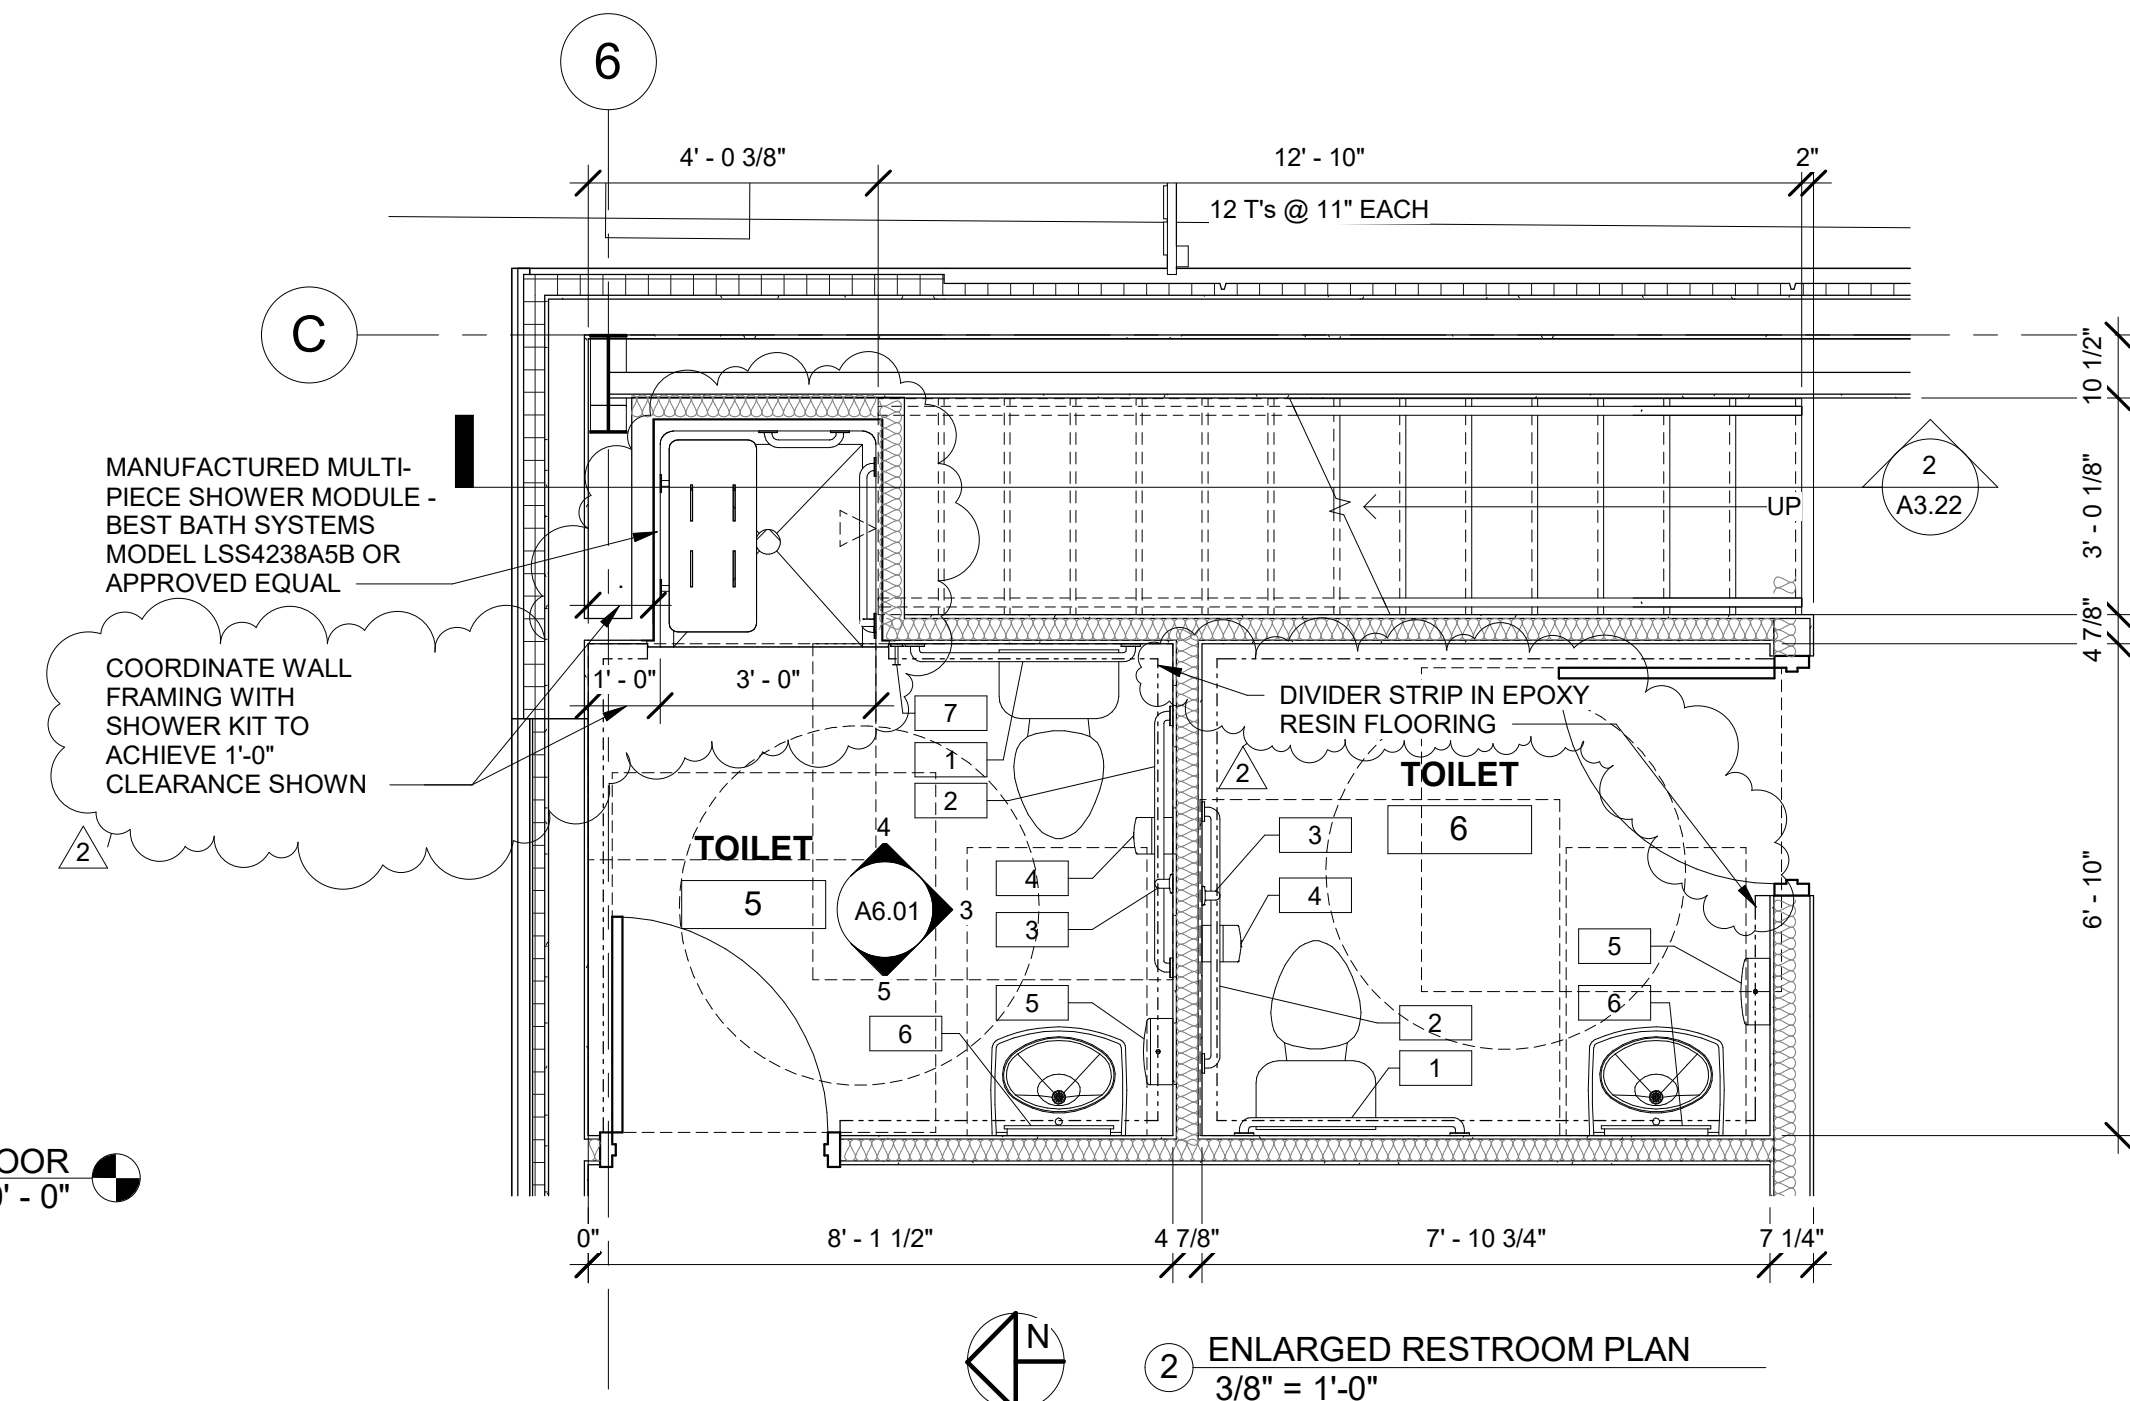 6
4' - 0 3/8"
12' - 10"
2"
12 T's @ 11" EACH
C
10 1/2"
3' - 0 1/8"
4 7/8"
6' - 10"
2
A3.22
UP
MANUFACTURED MULTI-
PIECE SHOWER MODULE -
BEST BATH SYSTEMS
MODEL LSS4238A5B OR
APPROVED EQUAL
COORDINATE WALL
FRAMING WITH
SHOWER KIT TO
ACHIEVE 1'-0"
CLEARANCE SHOWN
2
1' - 0"
3' - 0"
7
1
2
DIVIDER STRIP IN EPOXY
RESIN FLOORING
2
TOILET
6
TOILET
5
4
A6.01
3
5
4
3
5
6
3
4
5
6
2
1
OOR
0' - 0"
0"
8' - 1 1/2"
4 7/8"
7' - 10 3/4"
7 1/4"
N
2
ENLARGED RESTROOM PLAN
3/8" = 1'-0"